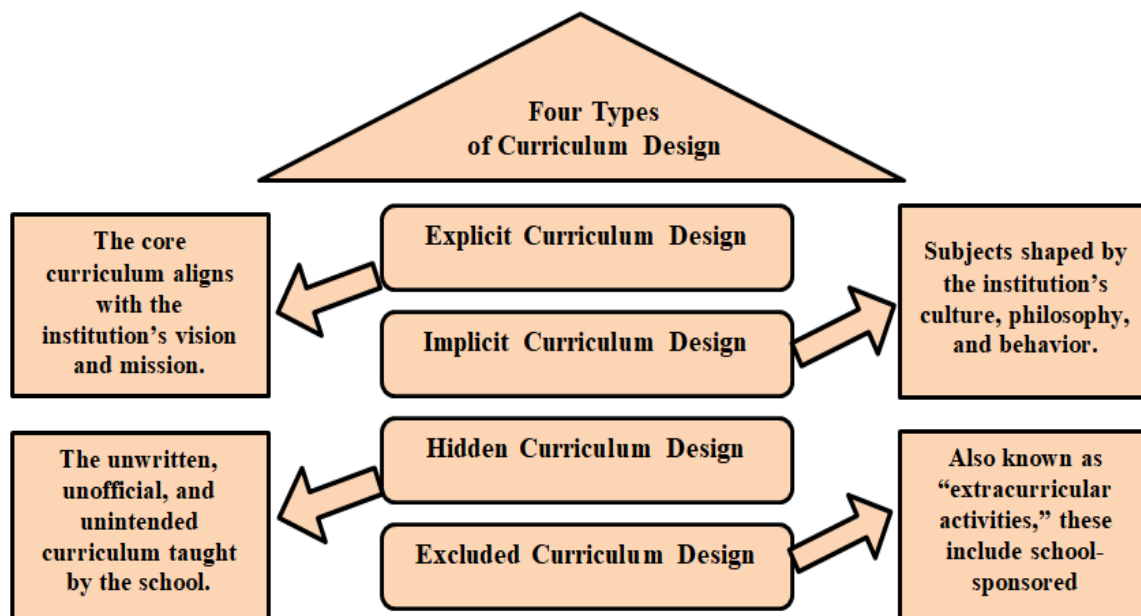 Four Types
of Curriculum Design
Explicit Curriculum Design
The core
curriculum aligns
with the
institution’s vision
and mission.
Implicit Curriculum Design
Subjects shaped by
the institution’s
culture, philosophy,
and behavior.
Hidden Curriculum Design
The unwritten,
unofficial, and
unintended
curriculum taught
by the school.
Excluded Curriculum Design
Also known as
“extracurricular
activities,” these
include school-
sponsored